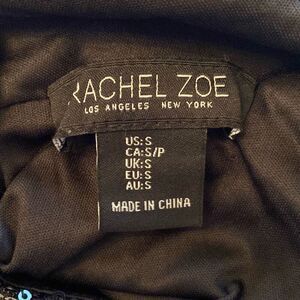 RACHEL ZOE
LOS ANGELES NEW YORK
US:S
CA:S/P
UK:S
EU:S
AU:S
MADE IN CHINA